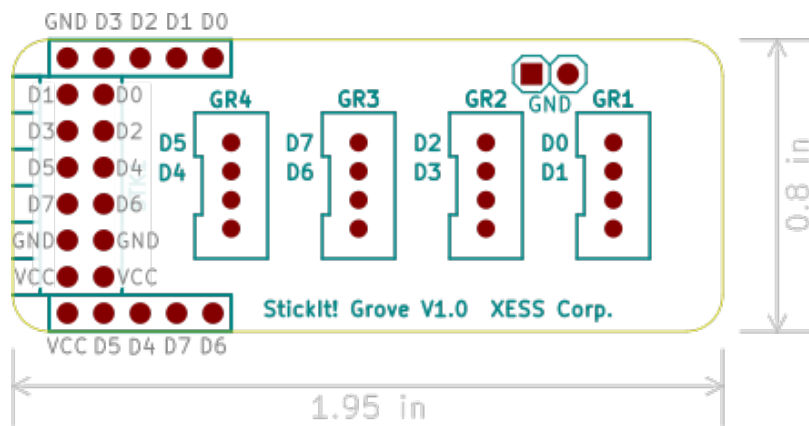 GND D3 D2 D1 D0
GR4 GR3 GR2 GND GR1
D1 D0
D3 D2
D5 D4
D7 D6
GND GND
VCC VCC
D5 D7 D2 D0
D4 D6 D3 D1
StickIt! Grove V1.0 XESS Corp.
VCC D5 D4 D7 D6
0.8 in
1.95 in